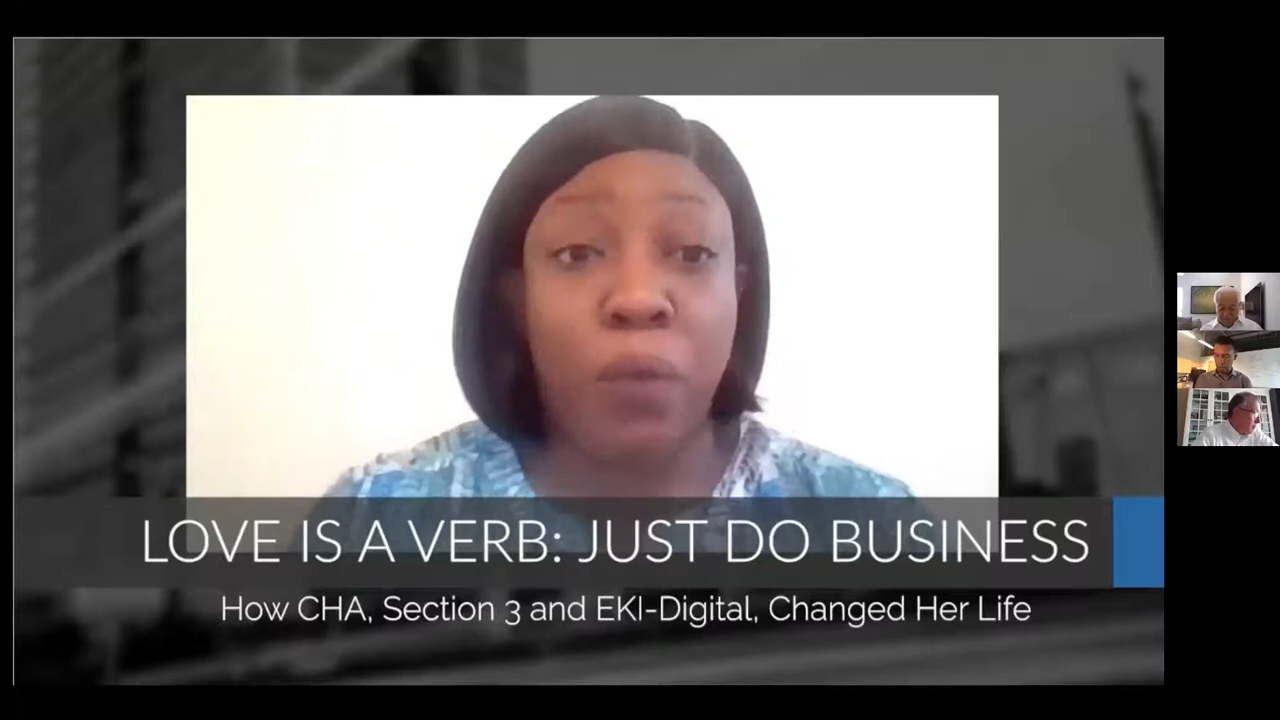 LOVE IS A VERB: JUST DO BUSINESS
How CHA, Section 3 and EKI-Digital, Changed Her Life